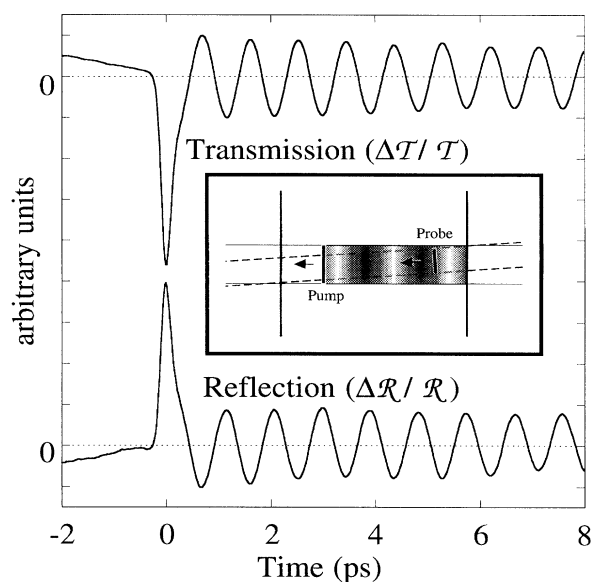 0
Transmission (Δ𝒯/ 𝒯)
Probe
Pump
arbitrary units
Reflection (Δℛ/ ℛ)
0
-2 0 2 4 6 8
Time (ps)